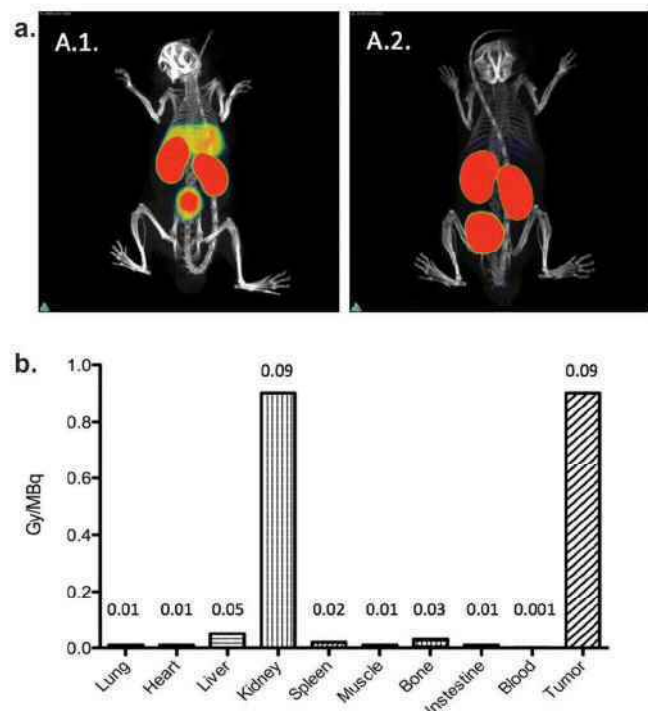 a.
A.1.
A.2.
b.
Gy/MBq
1.0
0.8
0.6
0.4
0.2
0.0
0.01
0.01
0.05
0.09
0.02
0.01
0.03
0.01
0.001
0.09
Lung
Heart
Liver
Kidney
Spleen
Muscle
Bone
Instestine
Blood
Tumor